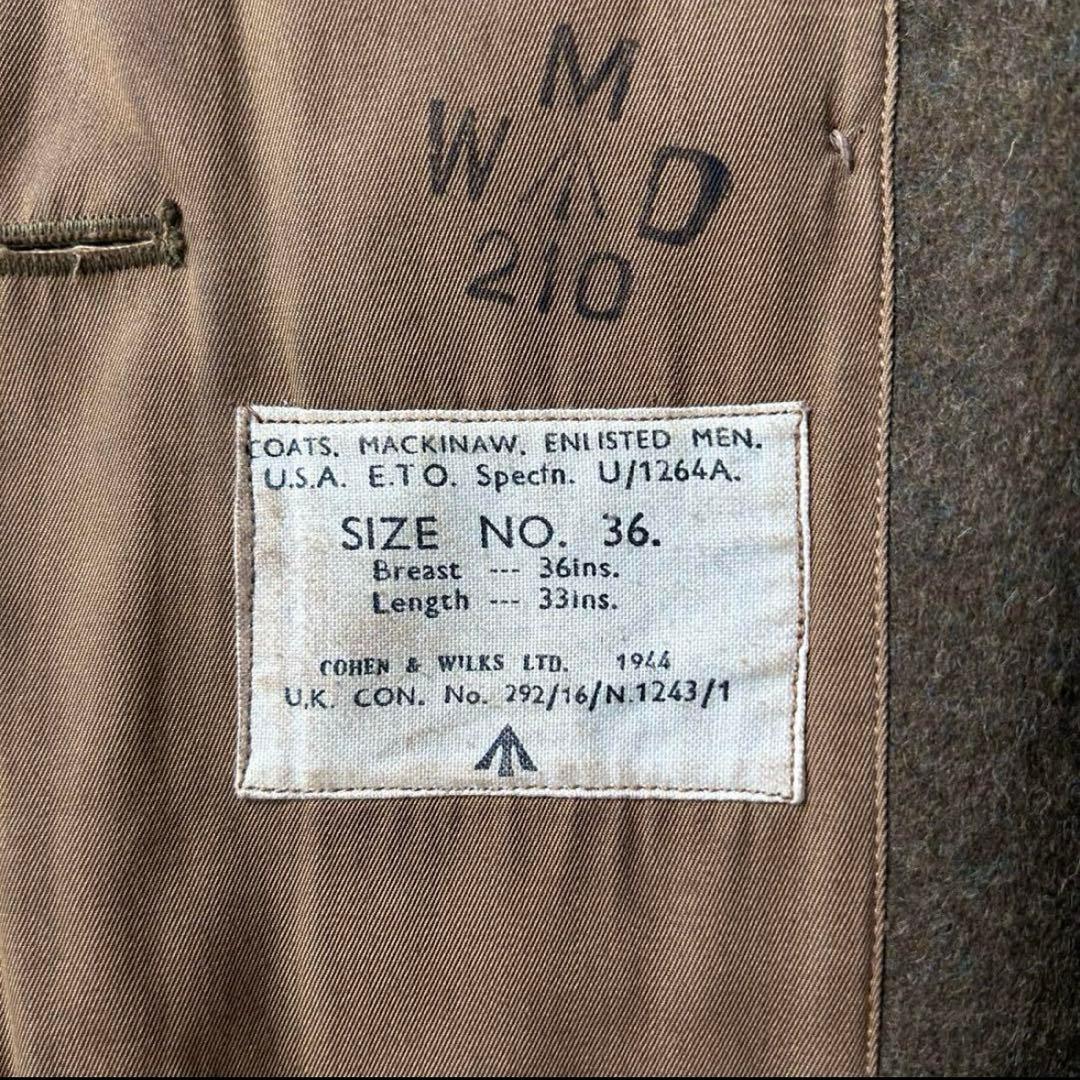 M
W D
210
COATS. MACKINAW. ENLISTED MEN.
U.S.A. E.T.O. Specfn. U/1264A.
SIZE NO. 36.
Breast --- 36ins.
Length --- 33ins.
COHEN & WILKS LTD. 1944
U.K. CON. No. 292/16/N.1243/1